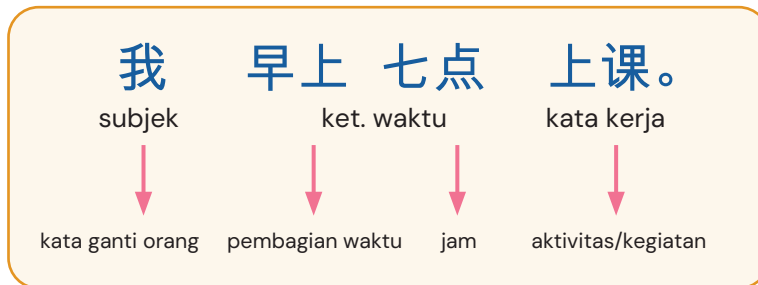 我 早上 七点 上课。
subjek ket. waktu kata kerja
kata ganti orang pembagian waktu jam aktivitas/kegiatan